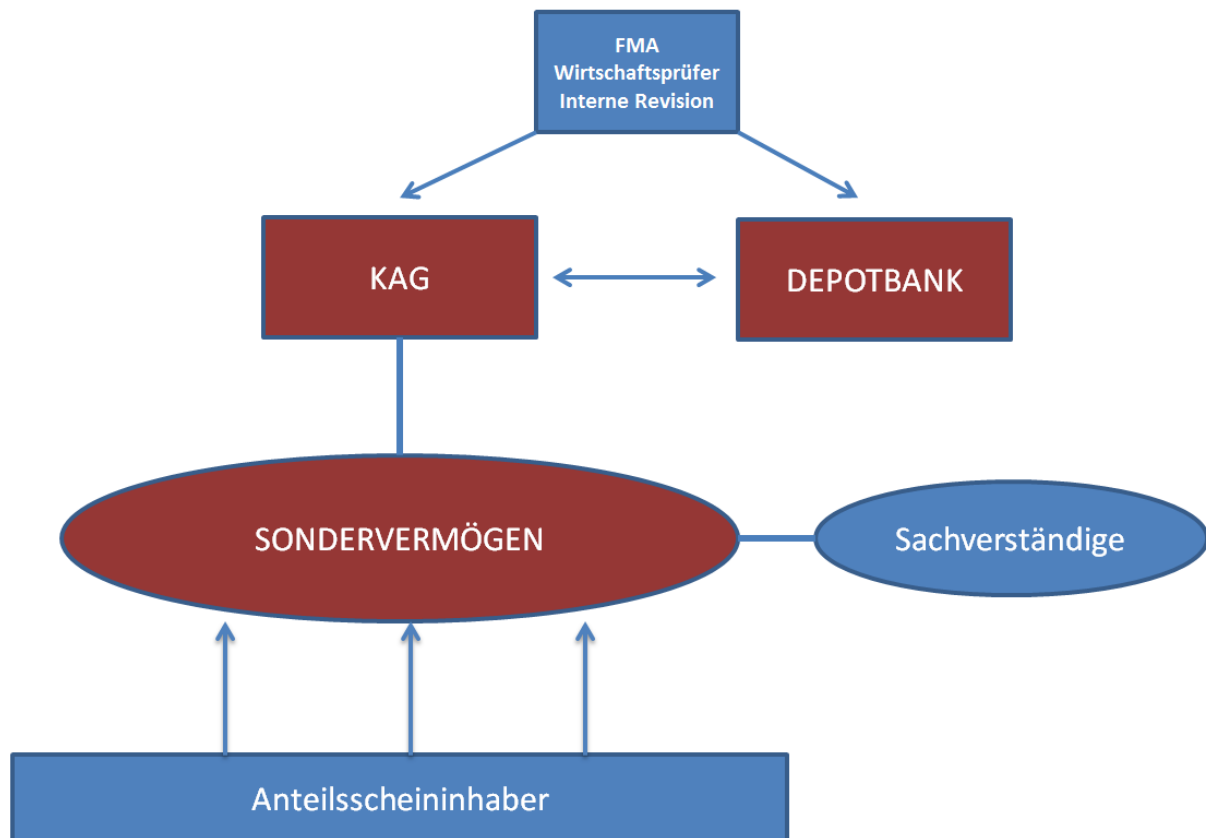 FMA
Wirtschaftsprüfer
Interne Revision
KAG
DEPOTBANK
SONDERVERMÖGEN
Sachverständige
Anteilsscheininhaber